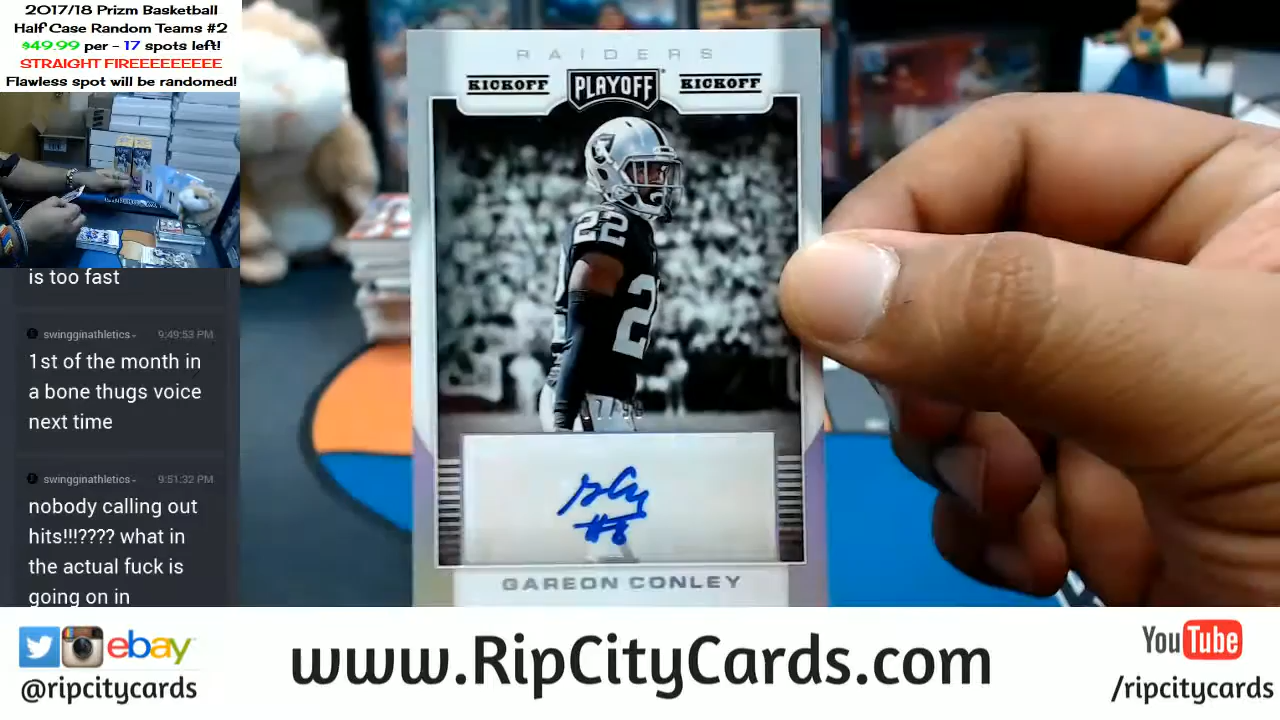 2017/18 Prizm Basketball
Half Case Random Teams #2
$49.99 per - 17 spots left!
STRAIGHT FIREEEEEEEEE
Flawless spot will be randomed!
is too fast
swingginathletics 9:49:53 PM
1st of the month in
a bone thugs voice
next time
swingginathletics 9:51:32 PM
nobody calling out
hits!!!???? what in
the actual fuck is
going on in
RAIDERS
KICKOFF PLAYOFF KICKOFF
22
#8
GAREON CONLEY
ebay
@ripcitycards
www.RipCityCards.com
YouTube
/ripcitycards